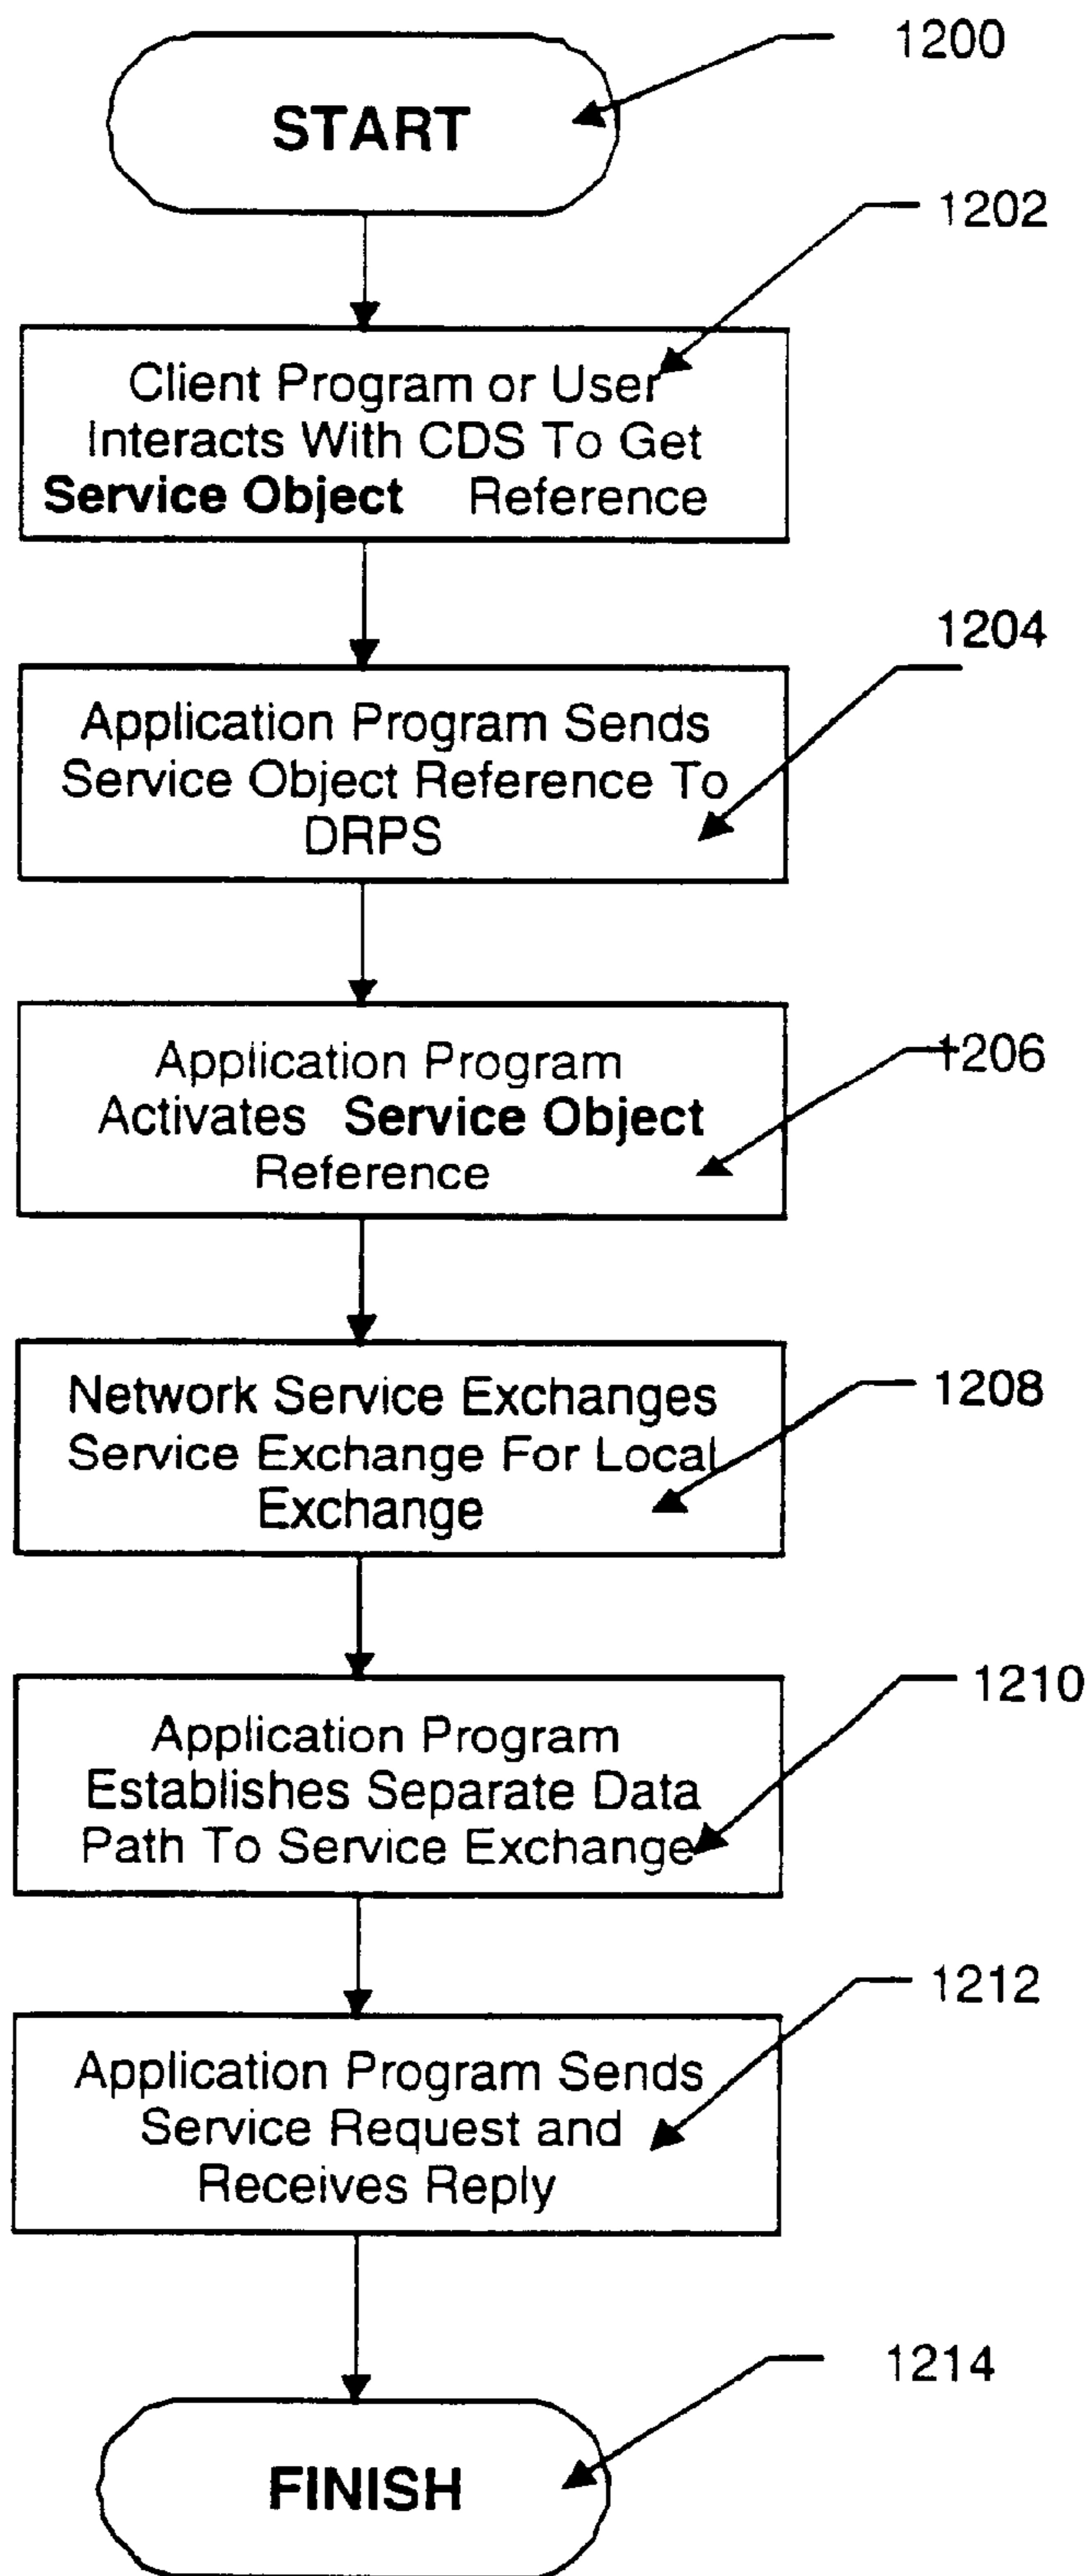 1200
START
1202
Client Program or User
Interacts With CDS To Get
Service Object Reference
1204
Application Program Sends
Service Object Reference To
DRPS
1206
Application Program
Activates Service Object
Reference
1208
Network Service Exchanges
Service Exchange For Local
Exchange
1210
Application Program
Establishes Separate Data
Path To Service Exchange
1212
Application Program Sends
Service Request and
Receives Reply
1214
FINISH